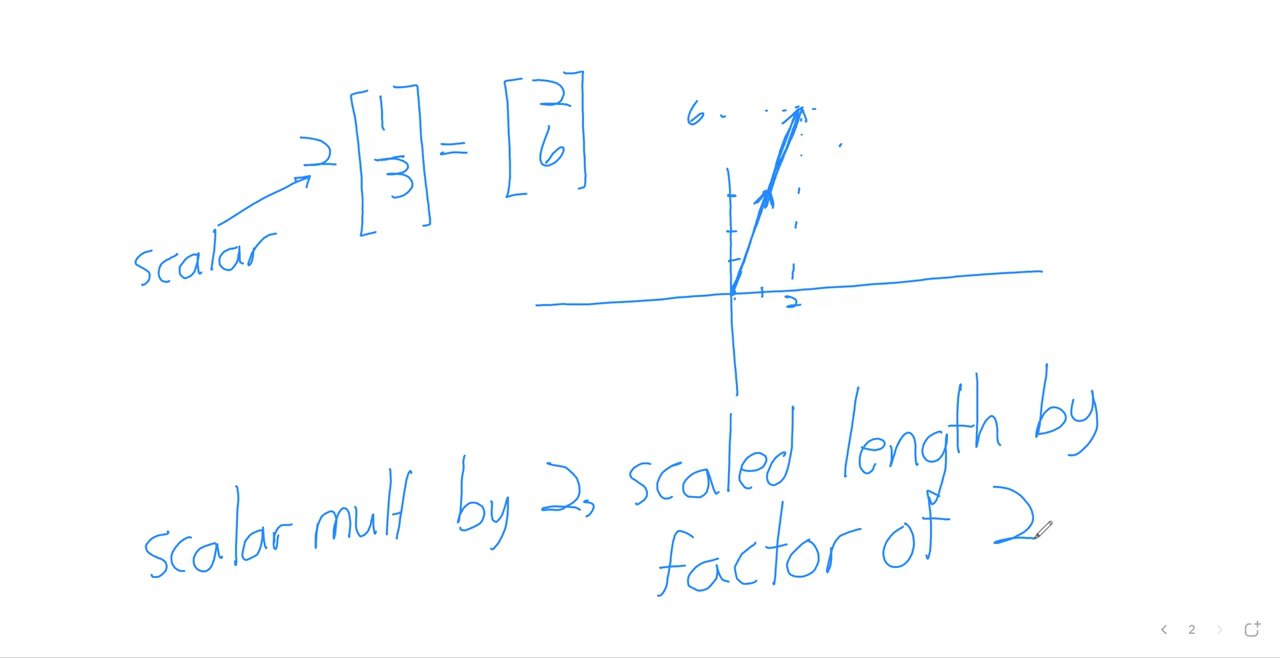 2 [1 3] = [2 6]
scalar
6
2
scalar mult by 2, scaled length by
factor of 2
2